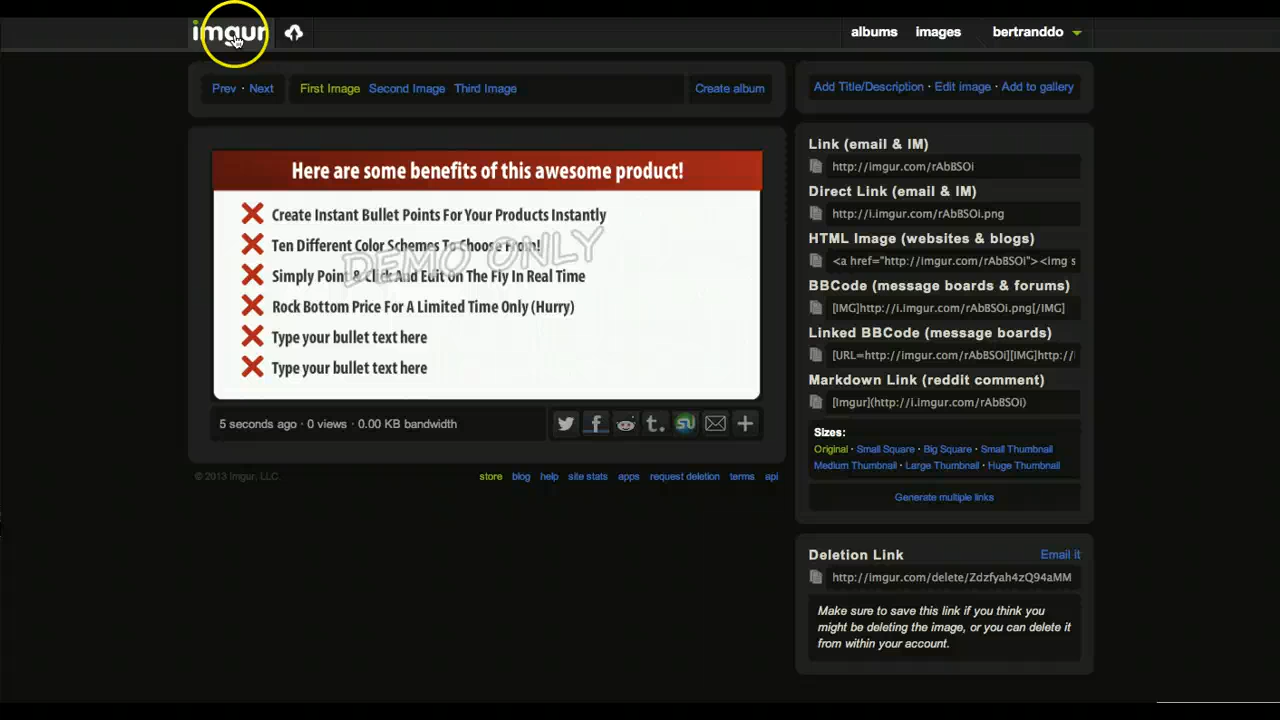 imgur
albums images bertranddo
Prev · Next First Image Second Image Third Image Create album
Add Title/Description · Edit image · Add to gallery
Here are some benefits of this awesome product!
Create Instant Bullet Points For Your Products Instantly
Ten Different Color Schemes To Choose From!
Simply Point & Click And Edit On The Fly In Real Time
Rock Bottom Price For A Limited Time Only (Hurry)
Type your bullet text here
Type your bullet text here
DEMO ONLY
5 seconds ago · 0 views · 0.00 KB bandwidth
© 2013 Imgur, LLC.
store blog help site stats apps request deletion terms api
Link (email & IM)
http://imgur.com/rAbBSOi
Direct Link (email & IM)
http://i.imgur.com/rAbBSOi.png
HTML Image (websites & blogs)
<a href="http://imgur.com/rAbBSOi"><img s
BBCode (message boards & forums)
[IMG]http://i.imgur.com/rAbBSOi.png[/IMG]
Linked BBCode (message boards)
[URL=http://imgur.com/rAbBSOi][IMG]http://i
Markdown Link (reddit comment)
[Imgur](http://i.imgur.com/rAbBSOi)
Sizes:
Original · Small Square · Big Square · Small Thumbnail
Medium Thumbnail · Large Thumbnail · Huge Thumbnail
Generate multiple links
Deletion Link Email it
http://imgur.com/delete/Zdzfyah4zQ94aMM
Make sure to save this link if you think you
might be deleting the image, or you can delete it
from within your account.